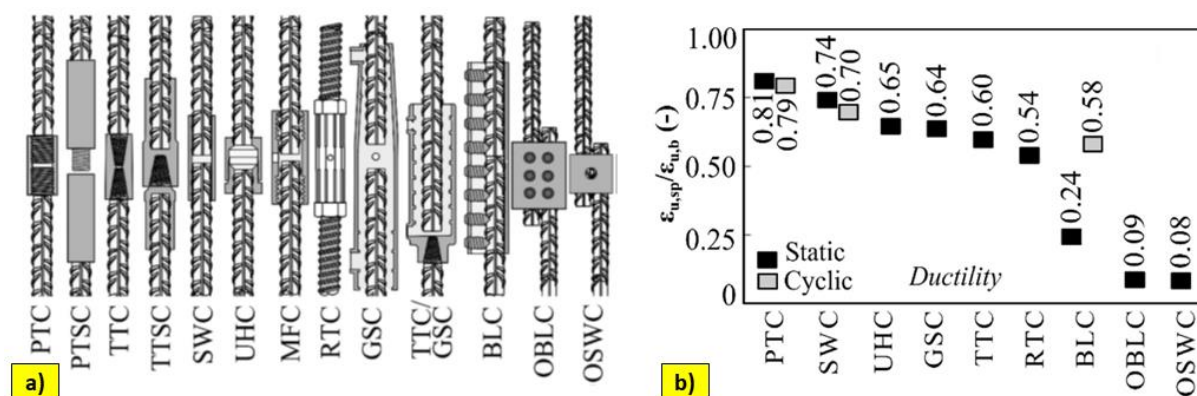 PTC
PTSC
TTC
TTSC
SWC
UHC
MFC
RTC
GSC
TTC/
GSC
BLC
OBLC
OSWC
a)
εu,sp/εu,b (-)
1.00
0.75
0.50
0.25
0
0.81
0.79
0.74
0.70
0.65
0.64
0.60
0.54
0.24
0.58
0.09
0.08
Static
Cyclic
Ductility
PTC
SWC
UHC
GSC
TTC
RTC
BLC
OBLC
OSWC
b)